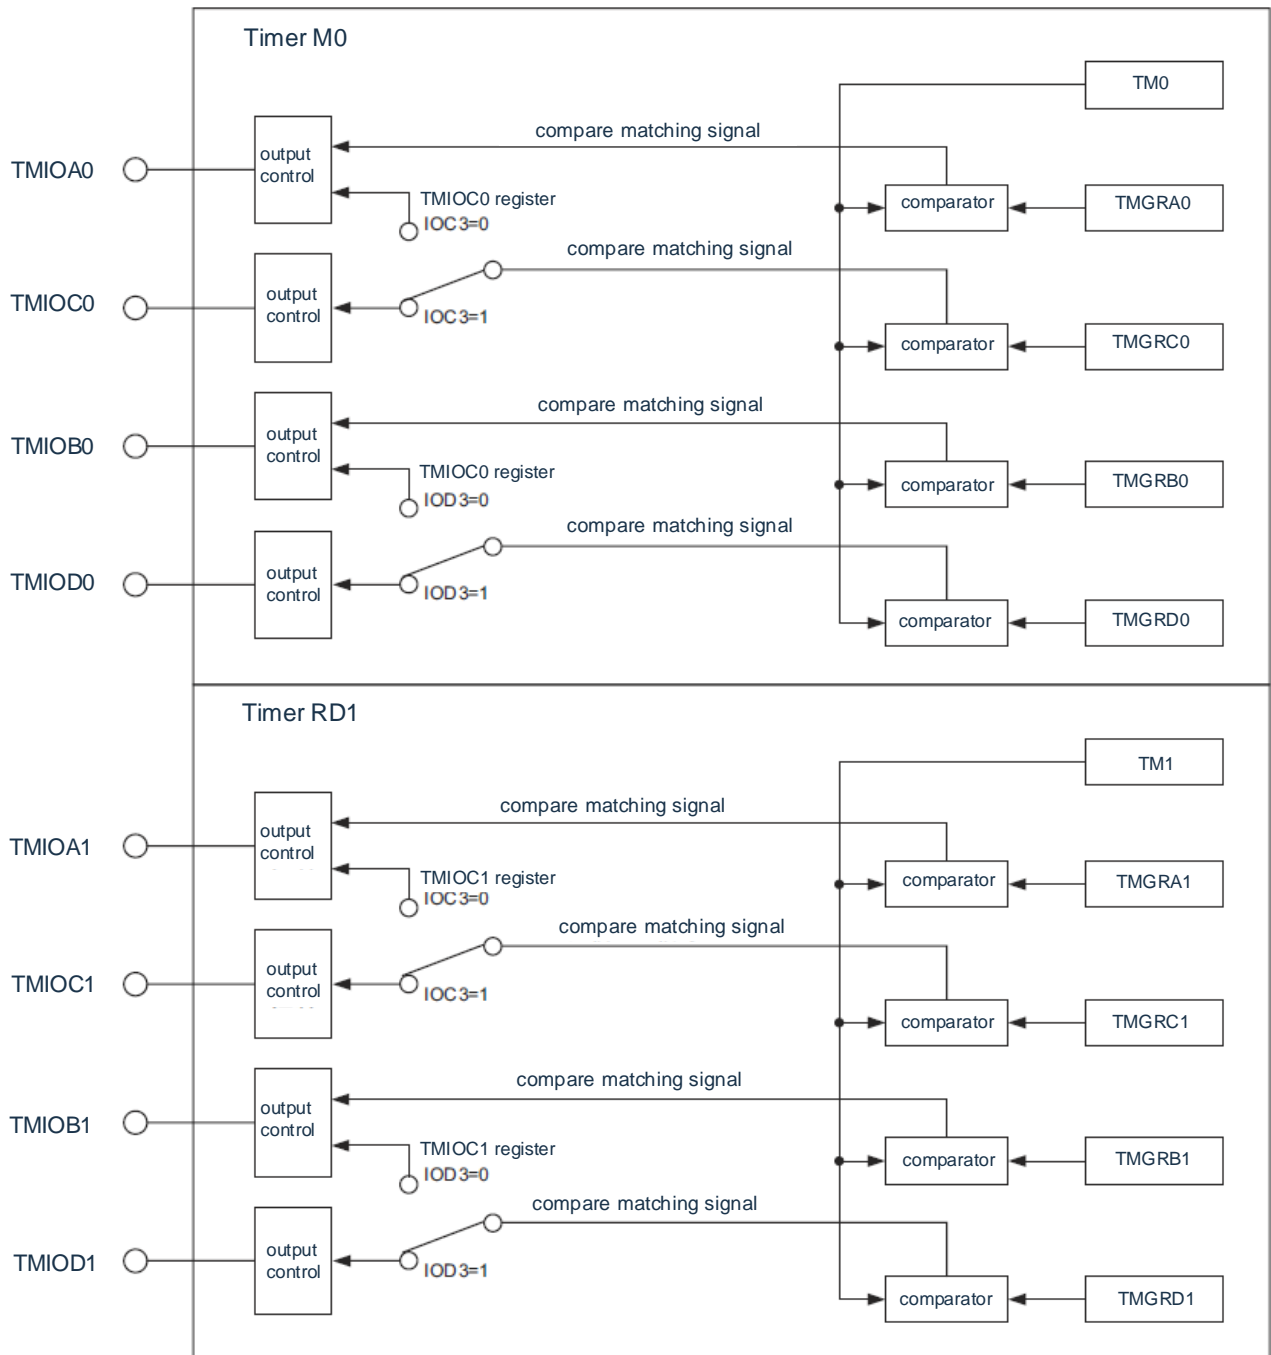 Timer M0
TM0
compare matching signal
output
control
TMIOA0
TMIOC0 register
IOC3=0
comparator
TMGRA0
compare matching signal
TMIOC0
output
control
IOC3=1
comparator
TMGRC0
compare matching signal
TMIOB0
output
control
TMIOC0 register
IOD3=0
comparator
TMGRB0
compare matching signal
TMIOD0
output
control
IOD3=1
comparator
TMGRD0
Timer RD1
TM1
compare matching signal
TMIOA1
output
control
TMIOC1 register
IOC3=0
comparator
TMGRA1
compare matching signal
TMIOC1
output
control
IOC3=1
comparator
TMGRC1
compare matching signal
TMIOB1
output
control
TMIOC1 register
IOD3=0
comparator
TMGRB1
compare matching signal
TMIOD1
output
control
IOD3=1
comparator
TMGRD1